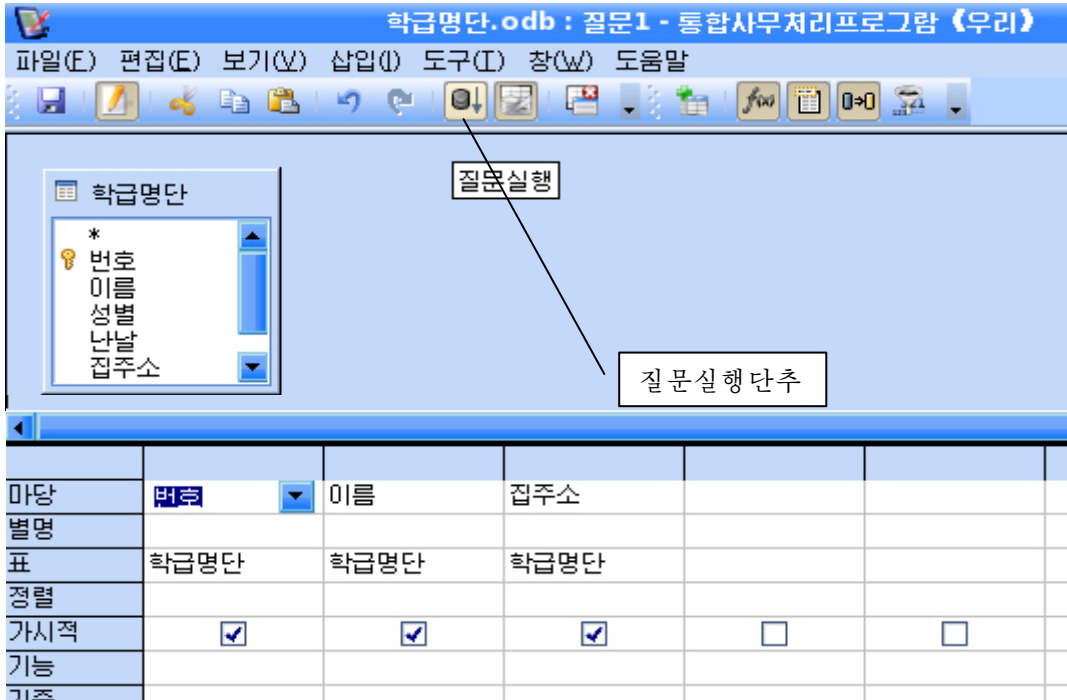 학급명단.odb : 질문1 - 통합사무처리프로그람《우리》
파일(F) 편집(E) 보기(V) 삽입(I) 도구(T) 창(W) 도움말
f(x)
학급명단
*
번호
이름
성별
난날
집주소
질문실행
질문실행단추
마당 번호 이름 집주소
별명
표 학급명단 학급명단 학급명단
정렬
가시적
기능
기준